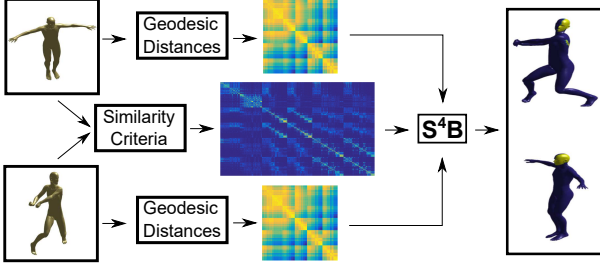 Geodesic
Distances
Similarity
Criteria
S⁴B
Geodesic
Distances